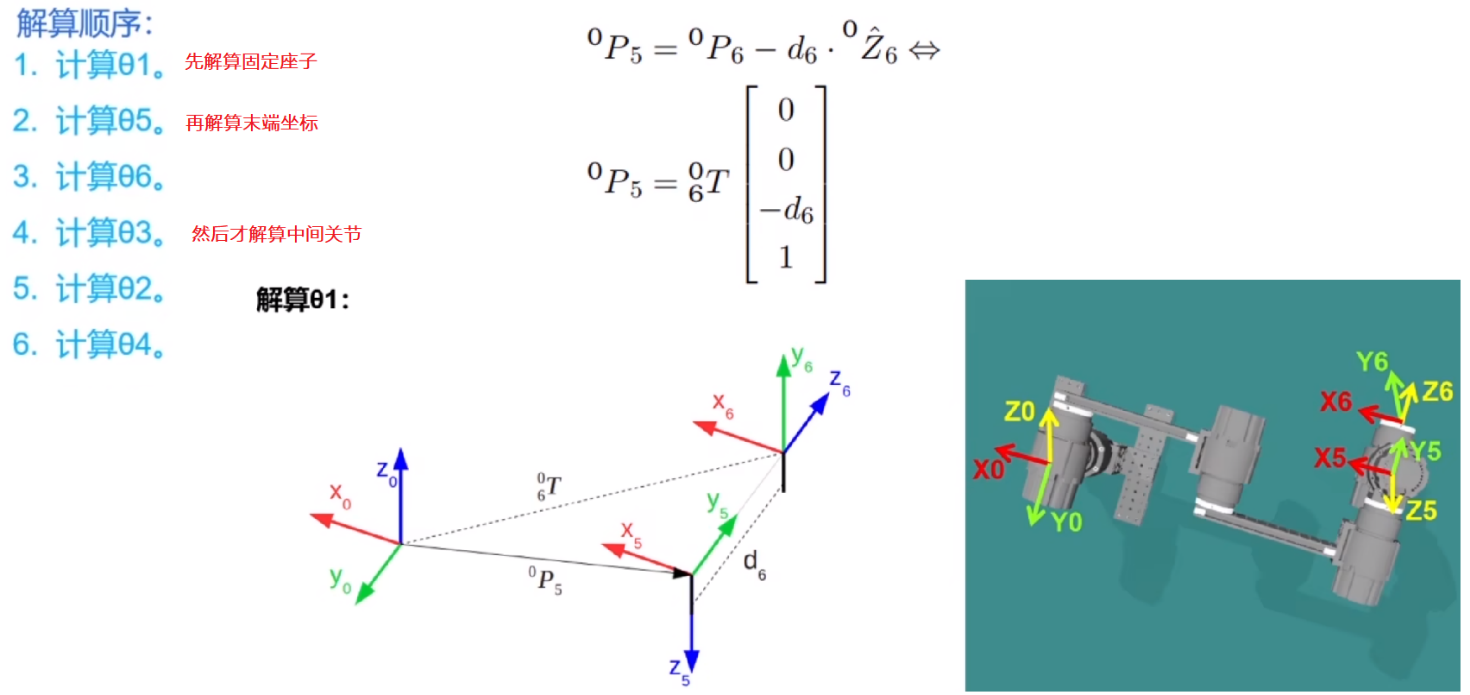 解算顺序：
1. 计算θ1。 先解算固定座子
2. 计算θ5。 再解算末端坐标
3. 计算θ6。
4. 计算θ3。 然后才解算中间关节
5. 计算θ2。
6. 计算θ4。
⁰P₅ = ⁰P₆ − d₆ · ⁰Ẑ₆ ⇔
⁰P₅ = ⁰₆T [0 0 −d₆ 1]
解算θ1：
y₆
z₆
x₆
z₀
⁰₆T
x₀
y₅
x₅
d₆
y₀
⁰P₅
z₅
Y6
Z6
X6
Z0
Y5
X5
X0
Z5
Y0